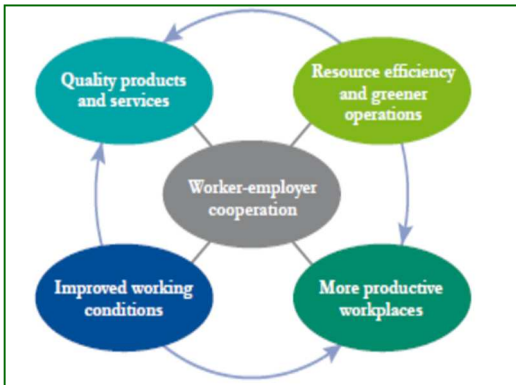 Quality products
and services
Resource efficiency
and greener
operations
Worker-employer
cooperation
Improved working
conditions
More productive
workplaces